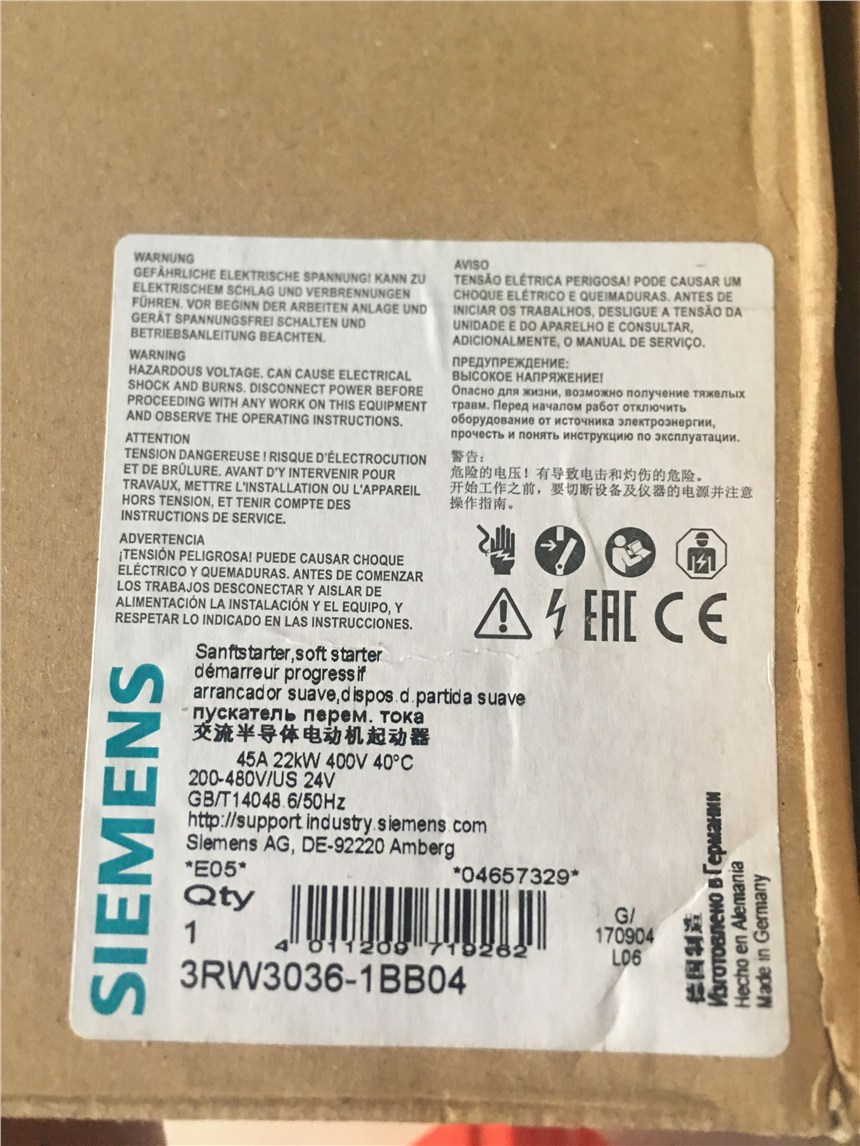 WARNUNG
GEFÄHRLICHE ELEKTRISCHE SPANNUNG! KANN ZU
ELEKTRISCHEM SCHLAG UND VERBRENNUNGEN
FÜHREN. VOR BEGINN DER ARBEITEN ANLAGE UND
GERÄT SPANNUNGSFREI SCHALTEN UND
BETRIEBSANLEITUNG BEACHTEN.
WARNING
HAZARDOUS VOLTAGE. CAN CAUSE ELECTRICAL
SHOCK AND BURNS. DISCONNECT POWER BEFORE
PROCEEDING WITH ANY WORK ON THIS EQUIPMENT
AND OBSERVE THE OPERATING INSTRUCTIONS.
ATTENTION
TENSION DANGEREUSE ! RISQUE D'ÉLECTROCUTION
ET DE BRÛLURE. AVANT D'Y INTERVENIR POUR
TRAVAUX, METTRE L'INSTALLATION OU L'APPAREIL
HORS TENSION, ET TENIR COMPTE DES
INSTRUCTIONS DE SERVICE.
ADVERTENCIA
¡TENSIÓN PELIGROSA! PUEDE CAUSAR CHOQUE
ELÉCTRICO Y QUEMADURAS. ANTES DE COMENZAR
LOS TRABAJOS DESCONECTAR Y AISLAR DE
ALIMENTACIÓN LA INSTALACIÓN Y EL EQUIPO, Y
RESPETAR LO INDICADO EN LAS INSTRUCCIONES.
AVISO
TENSÃO ELÉTRICA PERIGOSA! PODE CAUSAR UM
CHOQUE ELÉTRICO E QUEIMADURAS. ANTES DE
INICIAR OS TRABALHOS, DESLIGUE A TENSÃO DA
UNIDADE E DO APARELHO E CONSULTAR,
ADICIONALMENTE, O MANUAL DE SERVIÇO.
ПРЕДУПРЕЖДЕНИЕ:
ВЫСОКОЕ НАПРЯЖЕНИЕ!
Опасно для жизни, возможно получение тяжелых
травм. Перед началом работ отключить
оборудование от источника электроэнергии,
прочесть и понять инструкцию по эксплуатации.
警告：
危险的电压！有导致电击和灼伤的危险。
开始工作之前，要切断设备及仪器的电源并注意
操作指南。
EAC CE
SIEMENS
Sanftstarter,soft starter
démarreur progressif
arrancador suave,dispos.d.partida suave
пускатель перем. тока
交流半导体电动机起动器
45A 22kW 400V 40°C
200-480V/US 24V
GB/T14048.6/50Hz
http://support.industry.siemens.com
Siemens AG, DE-92220 Amberg
*E05* *04657329*
Qty
1
4 011209 719262
3RW3036-1BB04
G/
170904
L06
德国制造
Изготовлено в Германии
Hecho en Alemania
Made in Germany